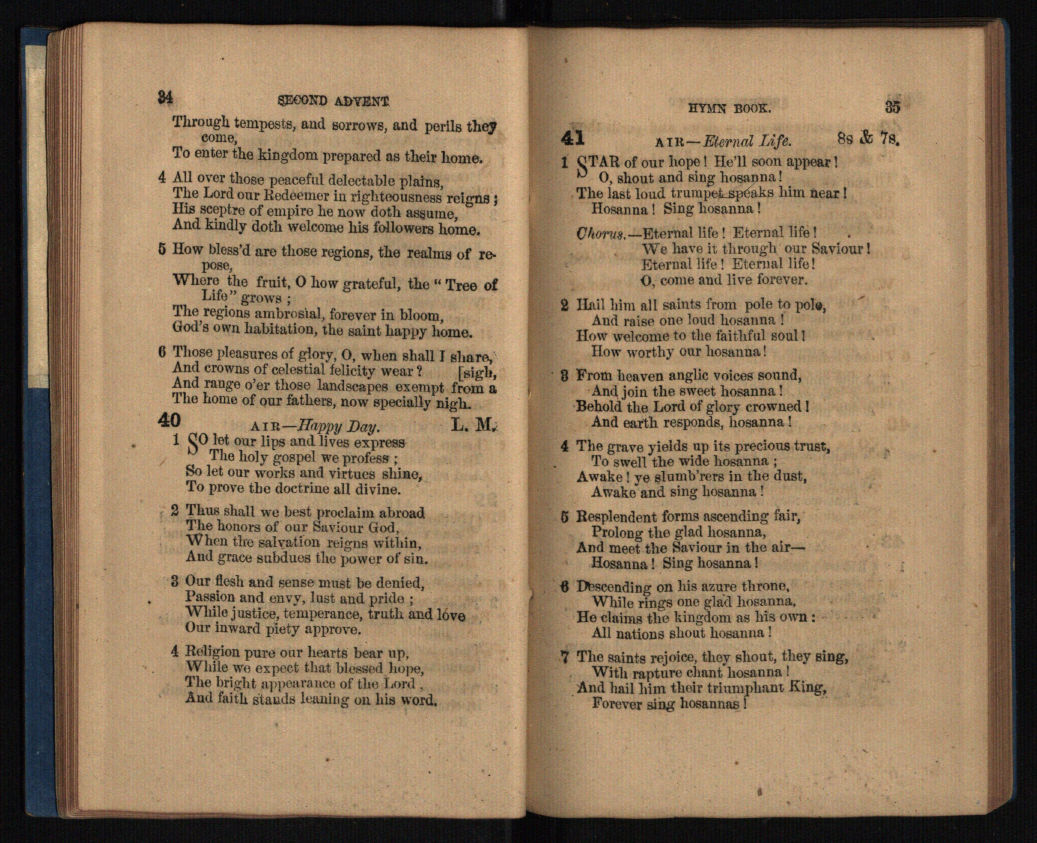 34
SECOND ADVENT
Through tempests, and sorrows, and perils they
come,
To enter the kingdom prepared as their home.
4 All over those peaceful delectable plains,
The Lord our Redeemer in righteousness reigns;
His sceptre of empire he now doth assume,
And kindly doth welcome his followers home.
5 How bless'd are those regions, the realms of re-
pose,
Where the fruit, O how grateful, the "Tree of
Life" grows;
The regions ambrosial, forever in bloom,
God's own habitation, the saint happy home.
6 Those pleasures of glory, O, when shall I share,
And crowns of celestial felicity wear? [sigh,
And range o'er those landscapes exempt from a
The home of our fathers, now specially nigh.
40 AIR—Happy Day. L. M.
1 SO let our lips and lives express
The holy gospel we profess;
So let our works and virtues shine,
To prove the doctrine all divine.
2 Thus shall we best proclaim abroad
The honors of our Saviour God,
When the salvation reigns within,
And grace subdues the power of sin.
3 Our flesh and sense must be denied,
Passion and envy, lust and pride;
While justice, temperance, truth and love
Our inward piety approve.
4 Religion pure our hearts bear up,
While we expect that blessed hope,
The bright appearance of the Lord,
And faith stands leaning on his word.
HYMN BOOK.
35
41 AIR—Eternal Life. 8s & 7s.
1 STAR of our hope! He'll soon appear!
O, shout and sing hosanna!
The last loud trumpet speaks him near!
Hosanna! Sing hosanna!
Chorus.—Eternal life! Eternal life!
We have it through our Saviour!
Eternal life! Eternal life!
O, come and live forever.
2 Hail him all saints from pole to pole,
And raise one loud hosanna!
How welcome to the faithful soul!
How worthy our hosanna!
3 From heaven anglic voices sound,
And join the sweet hosanna!
Behold the Lord of glory crowned!
And earth responds, hosanna!
4 The grave yields up its precious trust,
To swell the wide hosanna;
Awake! ye slumb'rers in the dust,
Awake and sing hosanna!
5 Resplendent forms ascending fair,
Prolong the glad hosanna,
And meet the Saviour in the air—
Hosanna! Sing hosanna!
6 Descending on his azure throne,
While rings one glad hosanna,
He claims the kingdom as his own:
All nations shout hosanna!
7 The saints rejoice, they shout, they sing,
With rapture chant hosanna!
And hail him their triumphant King,
Forever sing hosannas!